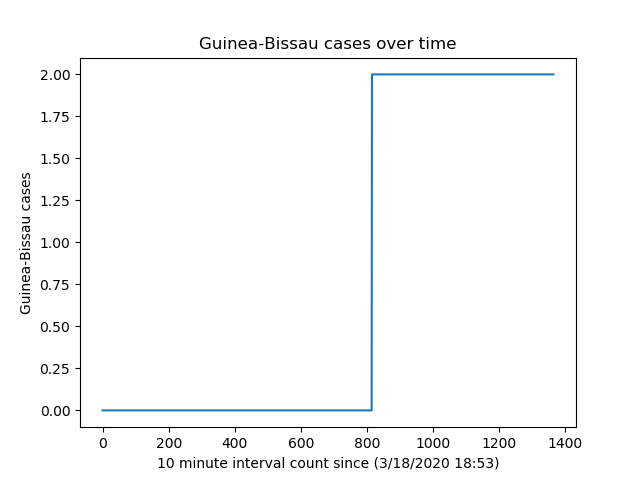 Guinea-Bissau cases over time
2.00
1.75
1.50
1.25
1.00
0.75
0.50
0.25
0.00
Guinea-Bissau cases
0 200 400 600 800 1000 1200 1400
10 minute interval count since (3/18/2020 18:53)